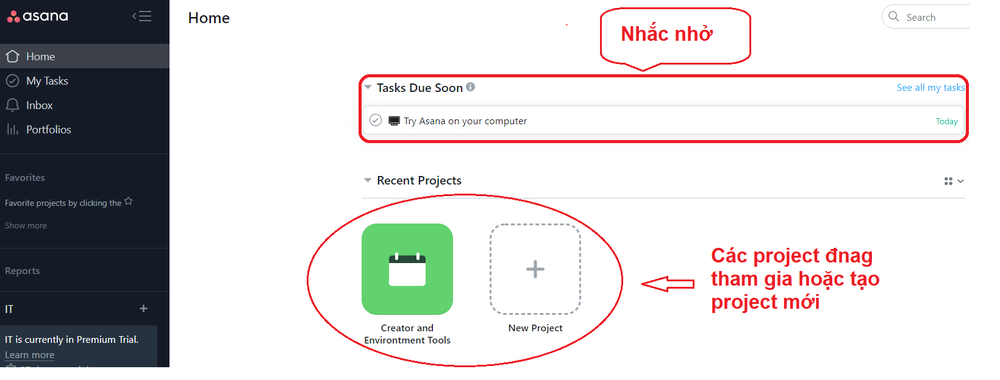 asana
Home
My Tasks
Inbox
Portfolios
Favorites
Favorite projects by clicking the
Show more
Reports
IT
IT is currently in Premium Trial.
Learn more
Home
Search
Nhắc nhở
Tasks Due Soon
See all my tasks
Try Asana on your computer
Today
Recent Projects
Creator and
Environtment Tools
New Project
Các project đnag
tham gia hoặc tạo
project mới